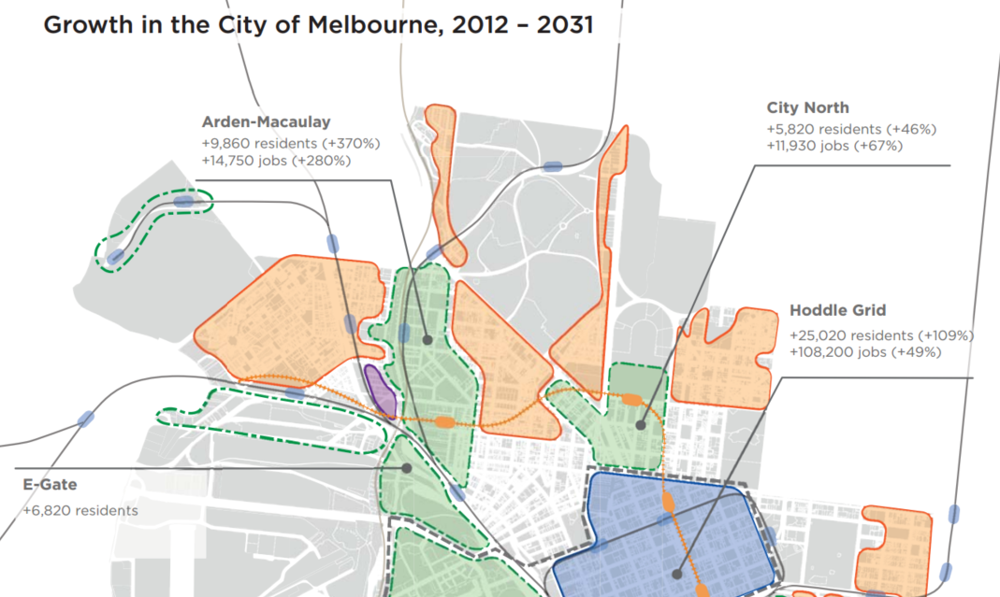 Growth in the City of Melbourne, 2012 – 2031
Arden-Macaulay
+9,860 residents (+370%)
+14,750 jobs (+280%)
City North
+5,820 residents (+46%)
+11,930 jobs (+67%)
Hoddle Grid
+25,020 residents (+109%)
+108,200 jobs (+49%)
E-Gate
+6,820 residents